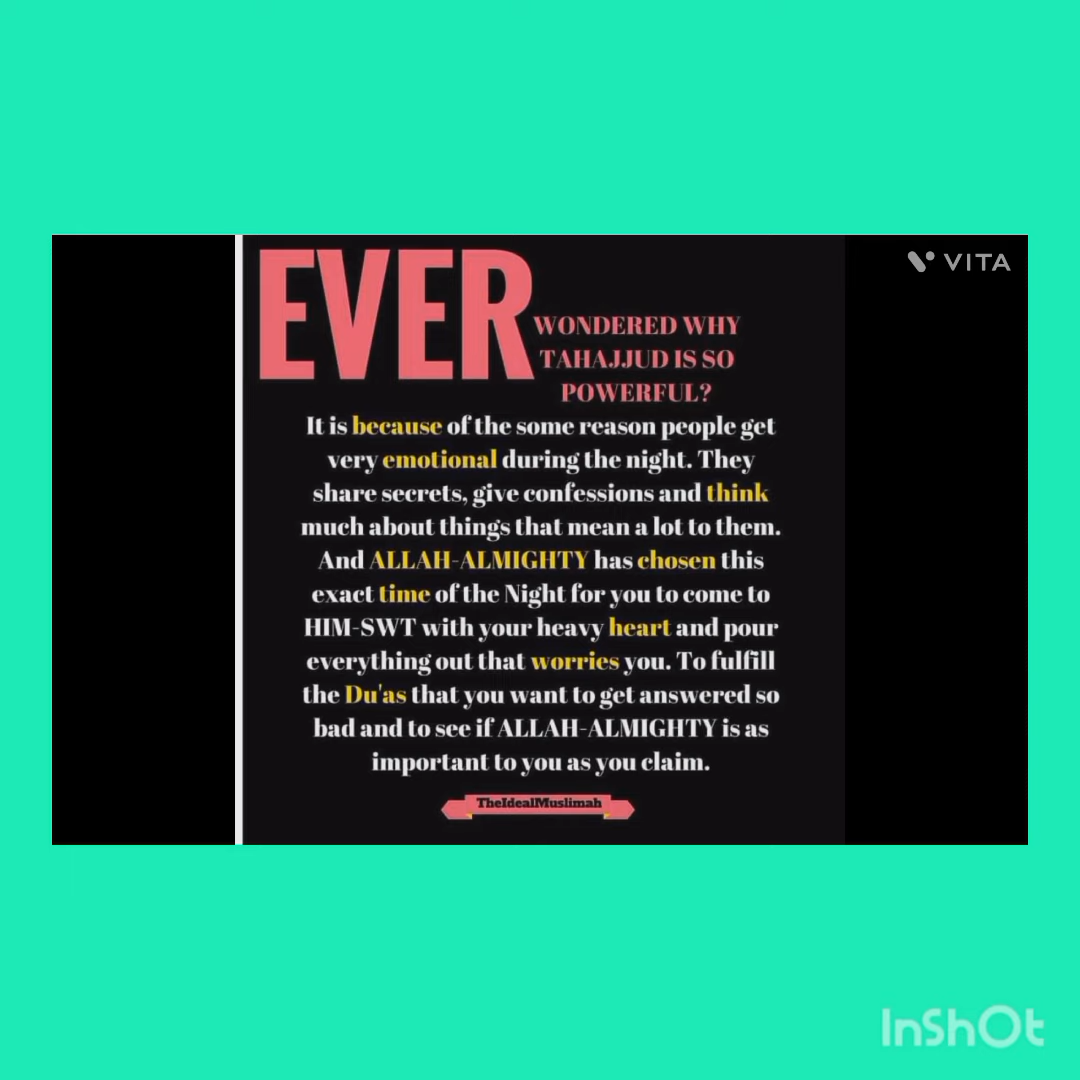 EVER
WONDERED WHY
TAHAJJUD IS SO
POWERFUL?
It is because of the some reason people get
very emotional during the night. They
share secrets, give confessions and think
much about things that mean a lot to them.
And ALLAH-ALMIGHTY has chosen this
exact time of the Night for you to come to
HIM-SWT with your heavy heart and pour
everything out that worries you. To fulfill
the Du'as that you want to get answered so
bad and to see if ALLAH-ALMIGHTY is as
important to you as you claim.
TheIdealMuslimah
VITA
InShOt